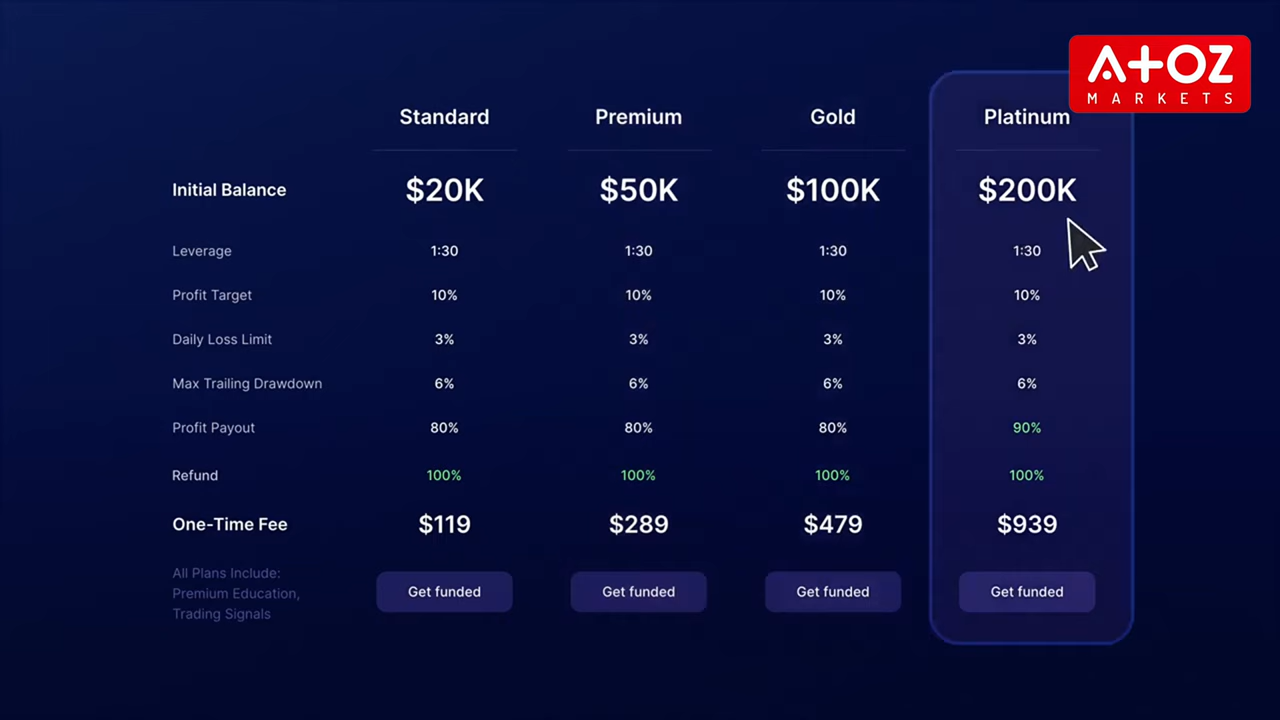 ATOZ
MARKETS
Standard Premium Gold Platinum
Initial Balance $20K $50K $100K $200K
Leverage 1:30 1:30 1:30 1:30
Profit Target 10% 10% 10% 10%
Daily Loss Limit 3% 3% 3% 3%
Max Trailing Drawdown 6% 6% 6% 6%
Profit Payout 80% 80% 80% 90%
Refund 100% 100% 100% 100%
One-Time Fee $119 $289 $479 $939
All Plans Include:
Premium Education,
Trading Signals
Get funded Get funded Get funded Get funded